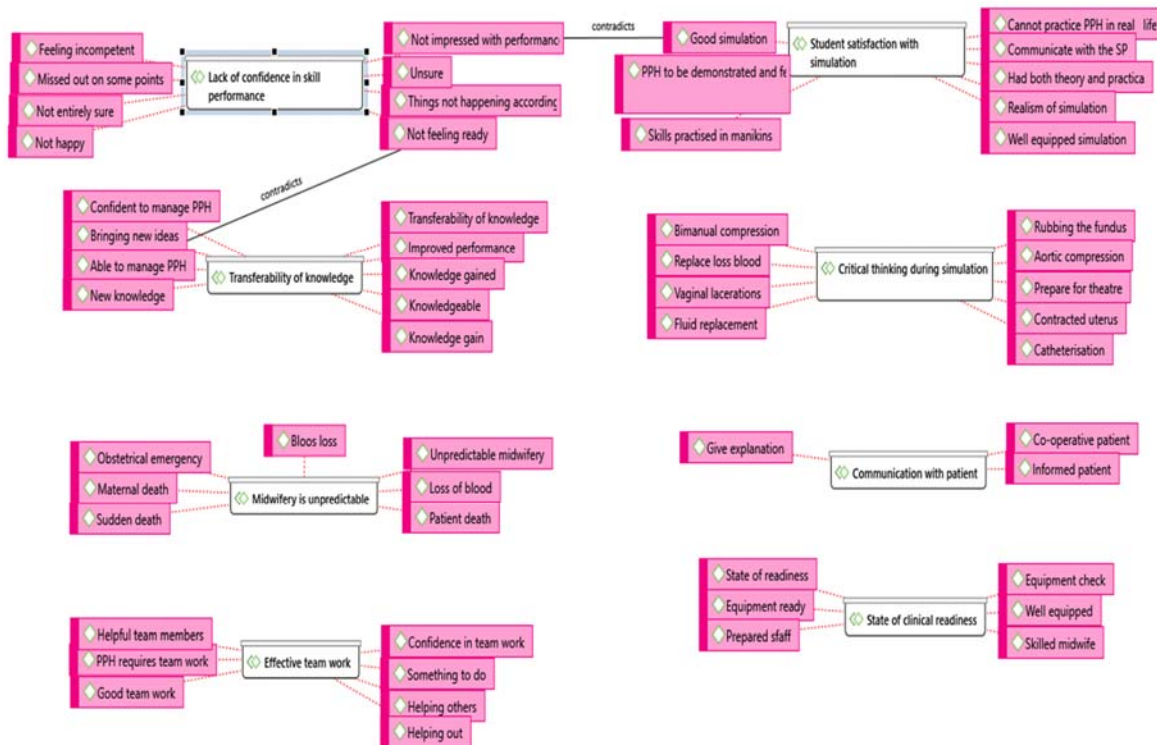 Feeling incompetent
Missed out on some points
Not entirely sure
Not happy
Lack of confidence in skill
performance
Not impressed with performanc
Unsure
Things not happening according
Not feeling ready
contradicts
Good simulation
PPH to be demonstrated and fe
Skills practised in manikins
Student satisfaction with
simulation
Cannot practice PPH in real life
Communicate with the SP
Had both theory and practica
Realism of simulation
Well equipped simulation
contradicts
Confident to manage PPH
Bringing new ideas
Able to manage PPH
New knowledge
Transferability of knowledge
Transferability of knowledge
Improved performance
Knowledge gained
Knowledgeable
Knowledge gain
Bimanual compression
Replace loss blood
Vaginal lacerations
Fluid replacement
Critical thinking during simulation
Rubbing the fundus
Aortic compression
Prepare for theatre
Contracted uterus
Catheterisation
Bloos loss
Obstetrical emergency
Maternal death
Sudden death
Midwifery is unpredictable
Unpredictable midwifery
Loss of blood
Patient death
Give explanation
Communication with patient
Co-operative patient
Informed patient
State of readiness
Equipment ready
Prepared sfaff
State of clinical readiness
Equipment check
Well equipped
Skilled midwife
Helpful team members
PPH requires team work
Good team work
Effective team work
Confidence in team work
Something to do
Helping others
Helping out